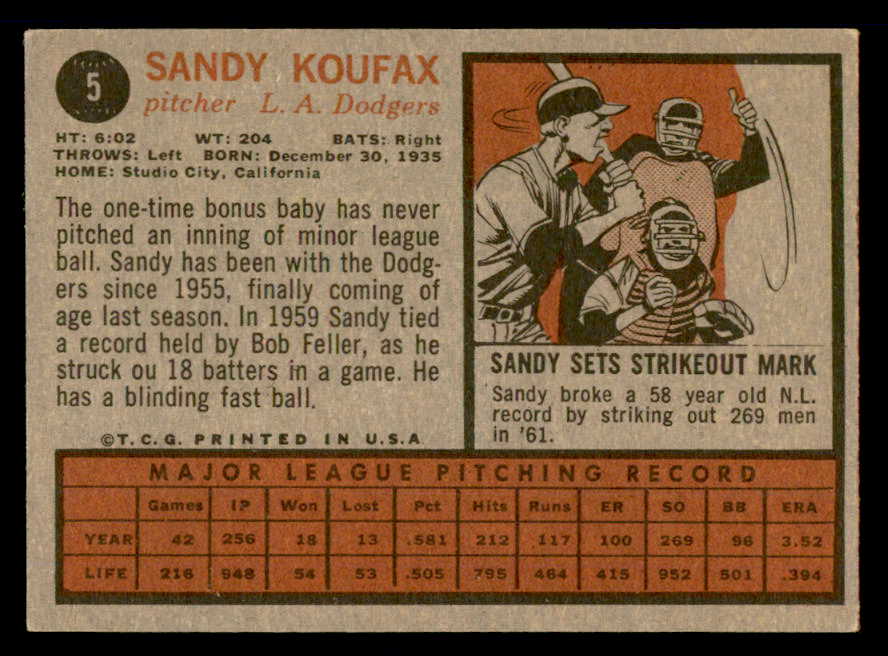 5
SANDY KOUFAX
pitcher L. A. Dodgers
HT: 6:02 WT: 204 BATS: Right
THROWS: Left BORN: December 30, 1935
HOME: Studio City, California
The one-time bonus baby has never
pitched an inning of minor league
ball. Sandy has been with the Dodg-
ers since 1955, finally coming of
age last season. In 1959 Sandy tied
a record held by Bob Feller, as he
struck ou 18 batters in a game. He
has a blinding fast ball.
©T.C.G. PRINTED IN U.S.A
SANDY SETS STRIKEOUT MARK
Sandy broke a 58 year old N.L.
record by striking out 269 men
in '61.
MAJOR LEAGUE PITCHING RECORD
Games IP Won Lost Pct Hits Runs ER SO BB ERA
YEAR 42 256 18 13 .581 212 117 100 269 96 3.52
LIFE 216 948 54 53 .505 795 464 415 952 501 .394